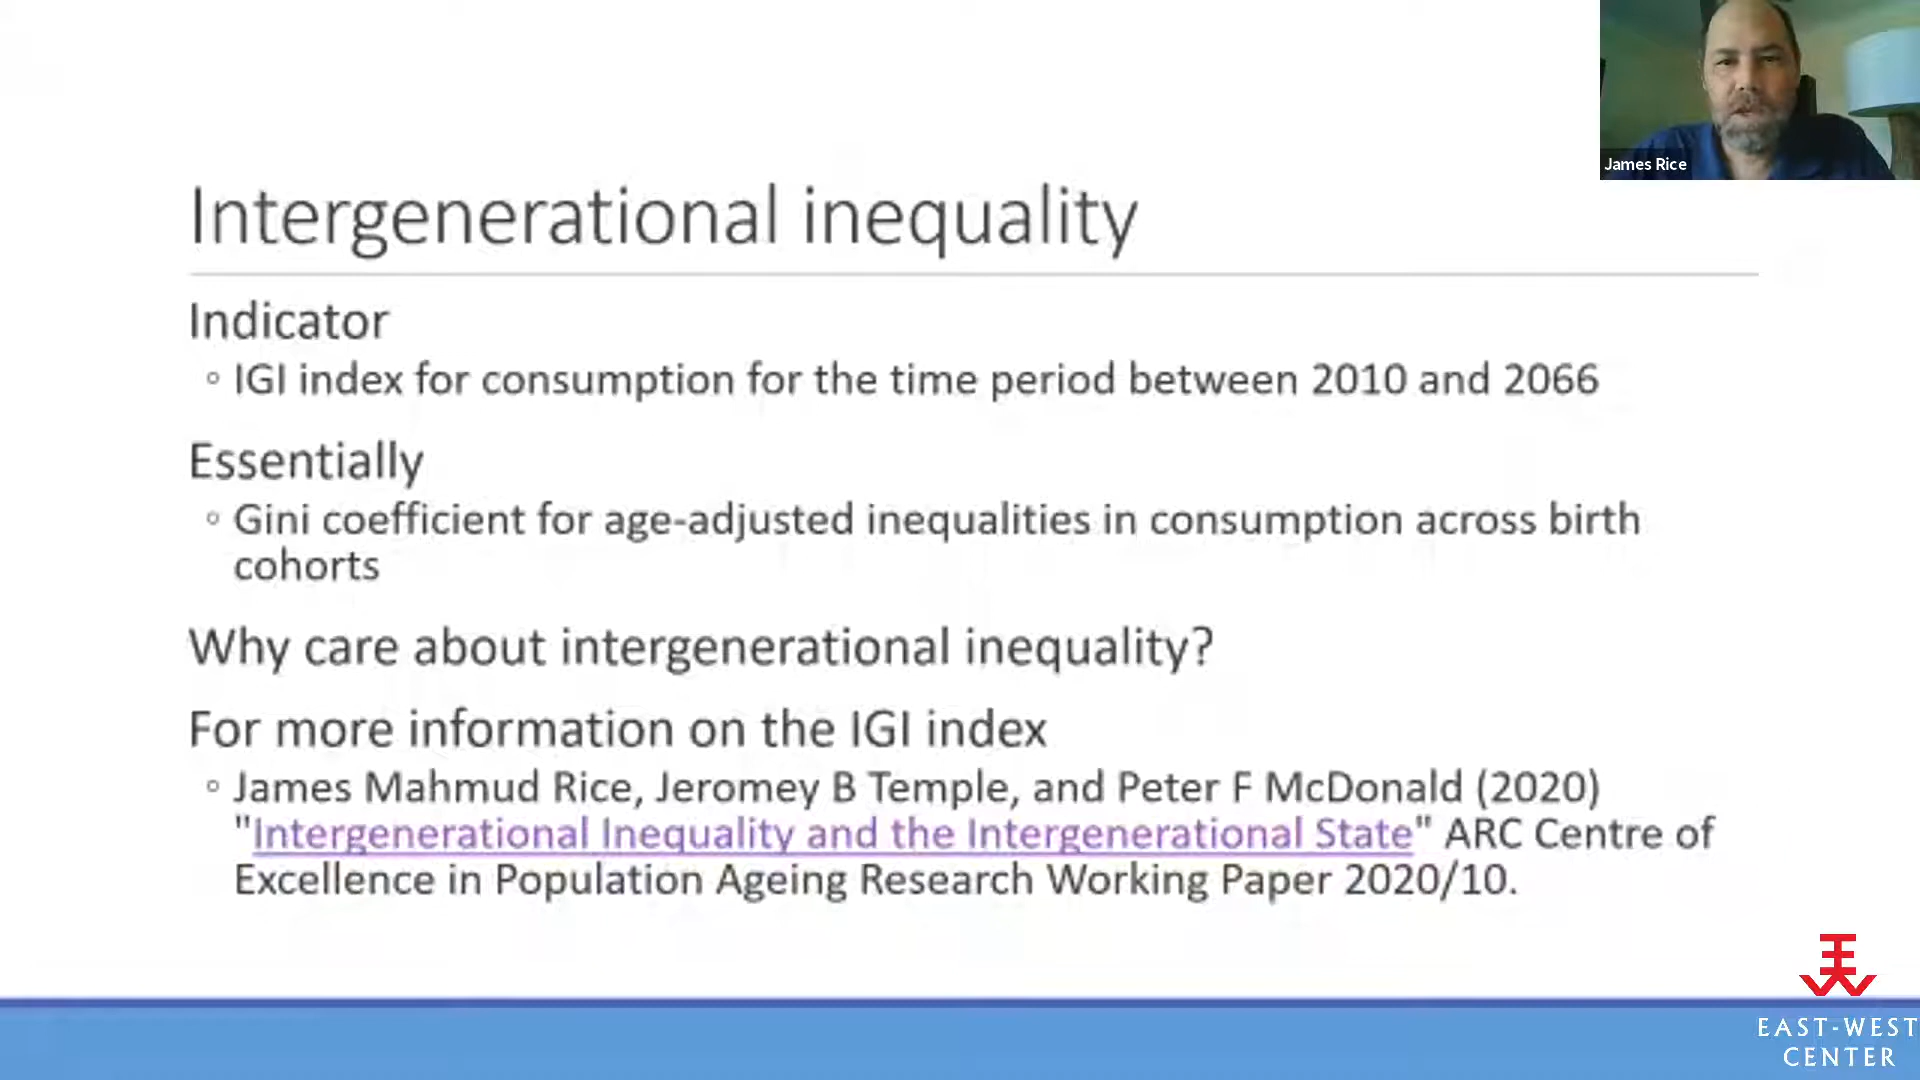 James Rice
Intergenerational inequality
Indicator
◦ IGI index for consumption for the time period between 2010 and 2066
Essentially
◦ Gini coefficient for age-adjusted inequalities in consumption across birth
cohorts
Why care about intergenerational inequality?
For more information on the IGI index
◦ James Mahmud Rice, Jeromey B Temple, and Peter F McDonald (2020)
"Intergenerational Inequality and the Intergenerational State" ARC Centre of
Excellence in Population Ageing Research Working Paper 2020/10.
EAST-WEST
CENTER